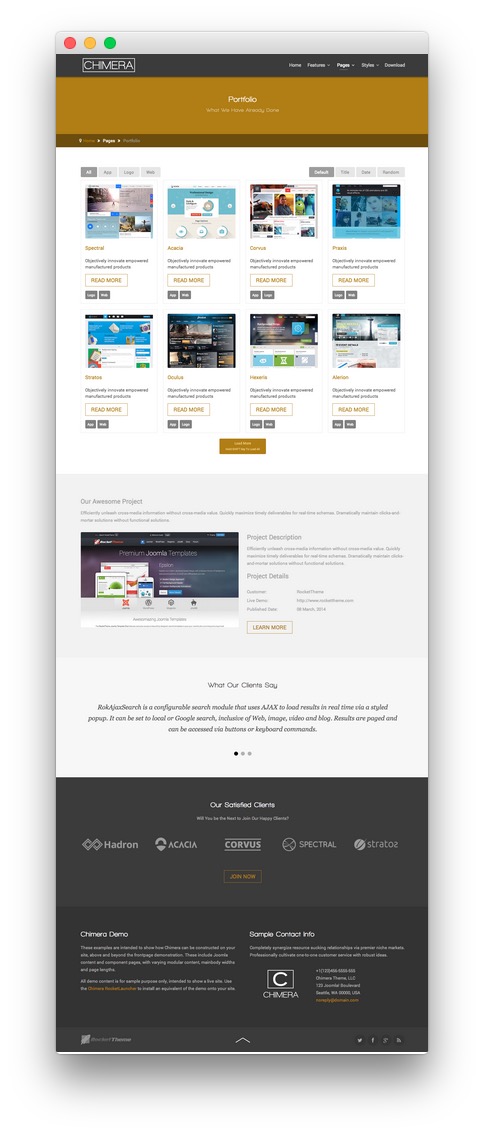 CHIMERA
Home Features Pages Styles Download
Portfolio
What We Have Already Done
Home Pages Portfolio
All App Logo Web
Default Title Date Random
Spectral
Objectively innovate empowered
manufactured products
READ MORE
Logo Web
Acacia
Objectively innovate empowered
manufactured products
READ MORE
App Web
Corvus
Objectively innovate empowered
manufactured products
READ MORE
App Logo
Praxis
Objectively innovate empowered
manufactured products
READ MORE
Logo Web
Stratos
Objectively innovate empowered
manufactured products
READ MORE
App Web
Oculus
Objectively innovate empowered
manufactured products
READ MORE
App Logo
Hexeris
Objectively innovate empowered
manufactured products
READ MORE
Logo Web
Alerion
Objectively innovate empowered
manufactured products
READ MORE
App Web
Load More
Our Awesome Project
Efficiently unleash cross-media information without cross-media value. Quickly maximize timely deliverables for real-time schemas. Dramatically maintain clicks-and-
mortar solutions without functional solutions.
Premium Joomla Templates
Epsilon
Awesomazing Joomla Templates
Project Description
Efficiently unleash cross-media information without cross-media value. Quickly
maximize timely deliverables for real-time schemas. Dramatically maintain clicks-
and-mortar solutions without functional solutions.
Project Details
Customer: RocketTheme
Live Demo: http://www.rockettheme.com
Published Date: 08 March, 2014
LEARN MORE
What Our Clients Say
RokAjaxSearch is a configurable search module that uses AJAX to load results in real time via a styled
popup. It can be set to local or Google search, inclusive of Web, image, video and blog. Results are paged and
can be accessed via buttons or keyboard commands.
Our Satisfied Clients
Will You be the Next to Join Our Happy Clients?
Hadron ACACIA CORVUS SPECTRAL stratos
JOIN NOW
Chimera Demo
These examples are intended to show how Chimera can be constructed on your
site, above and beyond the frontpage demonstration. These include Joomla
content and component pages, with varying modular content, mainbody widths
and page lengths.
All demo content is for sample purpose only, intended to show a live site. Use
the Chimera RocketLauncher to install an equivalent of the demo onto your site.
Sample Contact Info
Completely synergize resource sucking relationships via premier niche markets.
Professionally cultivate one-to-one customer service with robust ideas.
C
CHIMERA
+1(1)555-555-555
Chimera Theme, LLC
123 Joomla! Boulevard
Seattle, WA 00000, USA
noreply@domain.com
RocketTheme